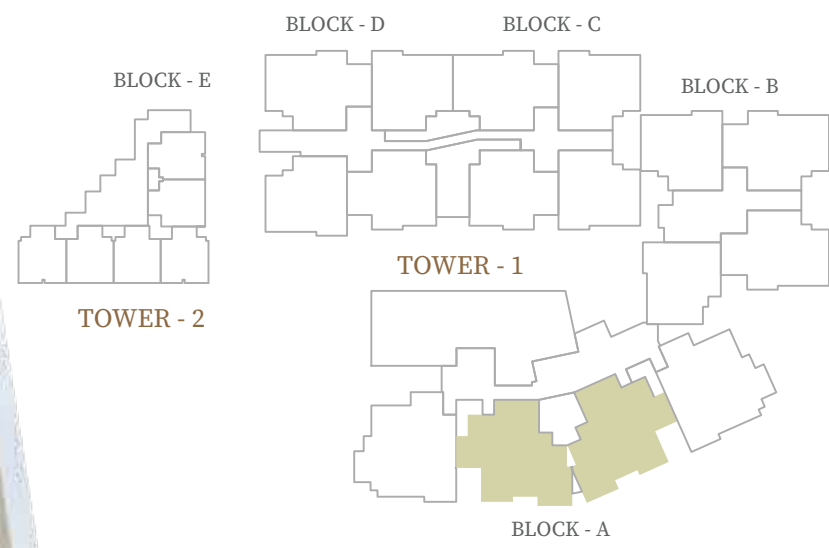 BLOCK - D
BLOCK - C
BLOCK - E
BLOCK - B
TOWER - 1
TOWER - 2
BLOCK - A